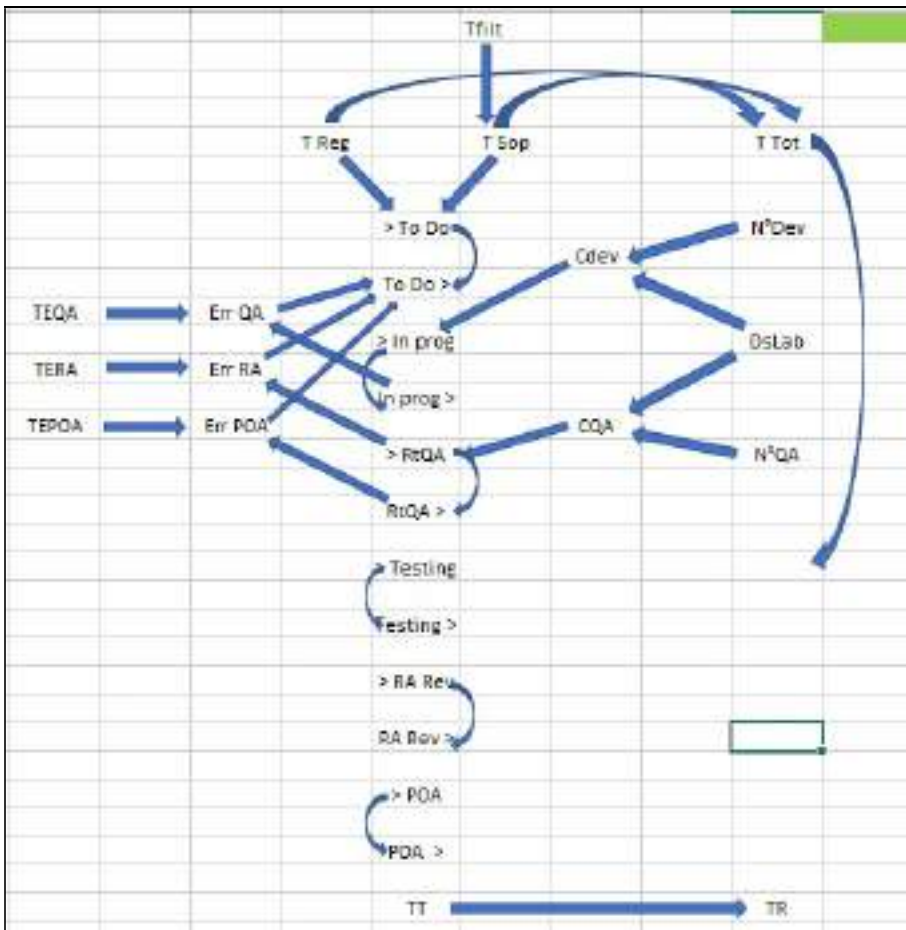 Tfilt
T Reg
T Sop
T Tot
> To Do
N°Dev
Cdev
To Do >
TEQA
Err QA
> In prog
DsLab
TERA
Err RA
In prog >
TEPOA
Err POA
CQA
> RtQA
N°QA
RtQA >
> Testing
Testing >
> RA Rev
RA Rev >
> POA
POA >
TT
TR